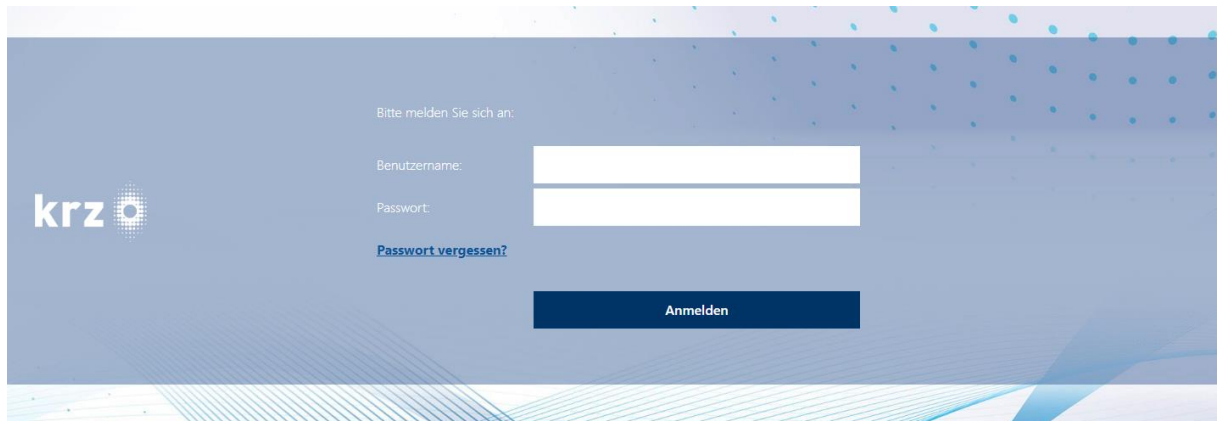 Bitte melden Sie sich an:
Benutzername:
krz
Passwort:
Passwort vergessen?
Anmelden